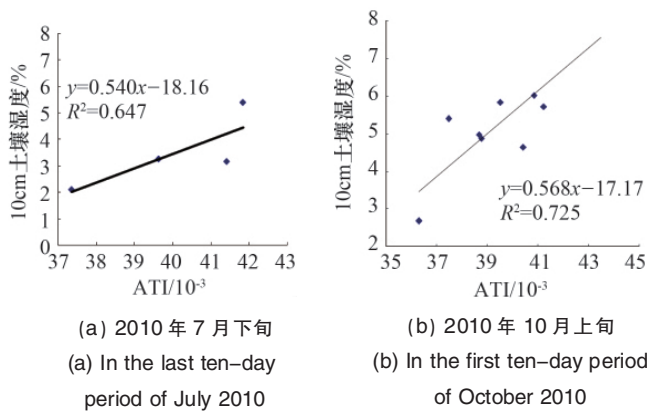 8
7
6
5
4
3
2
1
0
10cm土壤湿度/%
y=0.540x−18.16
R²=0.647
37 38 39 40 41 42 43
ATI/10⁻³
(a) 2010 年 7 月下旬
(a) In the last ten−day
period of July 2010
8
7
6
5
4
3
2
10cm土壤湿度/%
y=0.568x−17.17
R²=0.725
35 37 39 41 43 45
ATI/10⁻³
(b) 2010 年 10 月上旬
(b) In the first ten−day period
of October 2010